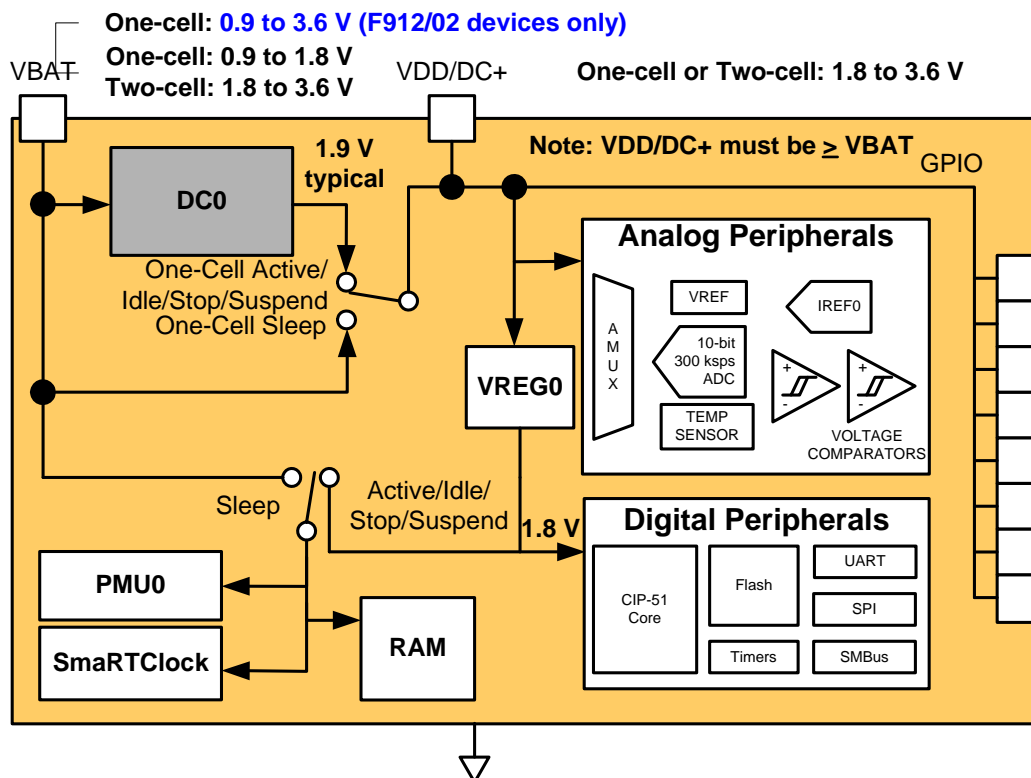 One-cell: 0.9 to 3.6 V (F912/02 devices only)
One-cell: 0.9 to 1.8 V
Two-cell: 1.8 to 3.6 V
VBAT
VDD/DC+
One-cell or Two-cell: 1.8 to 3.6 V
Note: VDD/DC+ must be ≥ VBAT
GPIO
1.9 V
typical
DC0
One-Cell Active/
Idle/Stop/Suspend
One-Cell Sleep
VREG0
Analog Peripherals
A
M
U
X
VREF
IREF0
10-bit
300 ksps
ADC
TEMP
SENSOR
+
-
+
-
VOLTAGE
COMPARATORS
Sleep
Active/Idle/
Stop/Suspend
1.8 V
Digital Peripherals
CIP-51
Core
Flash
UART
SPI
Timers
SMBus
PMU0
SmaRTClock
RAM